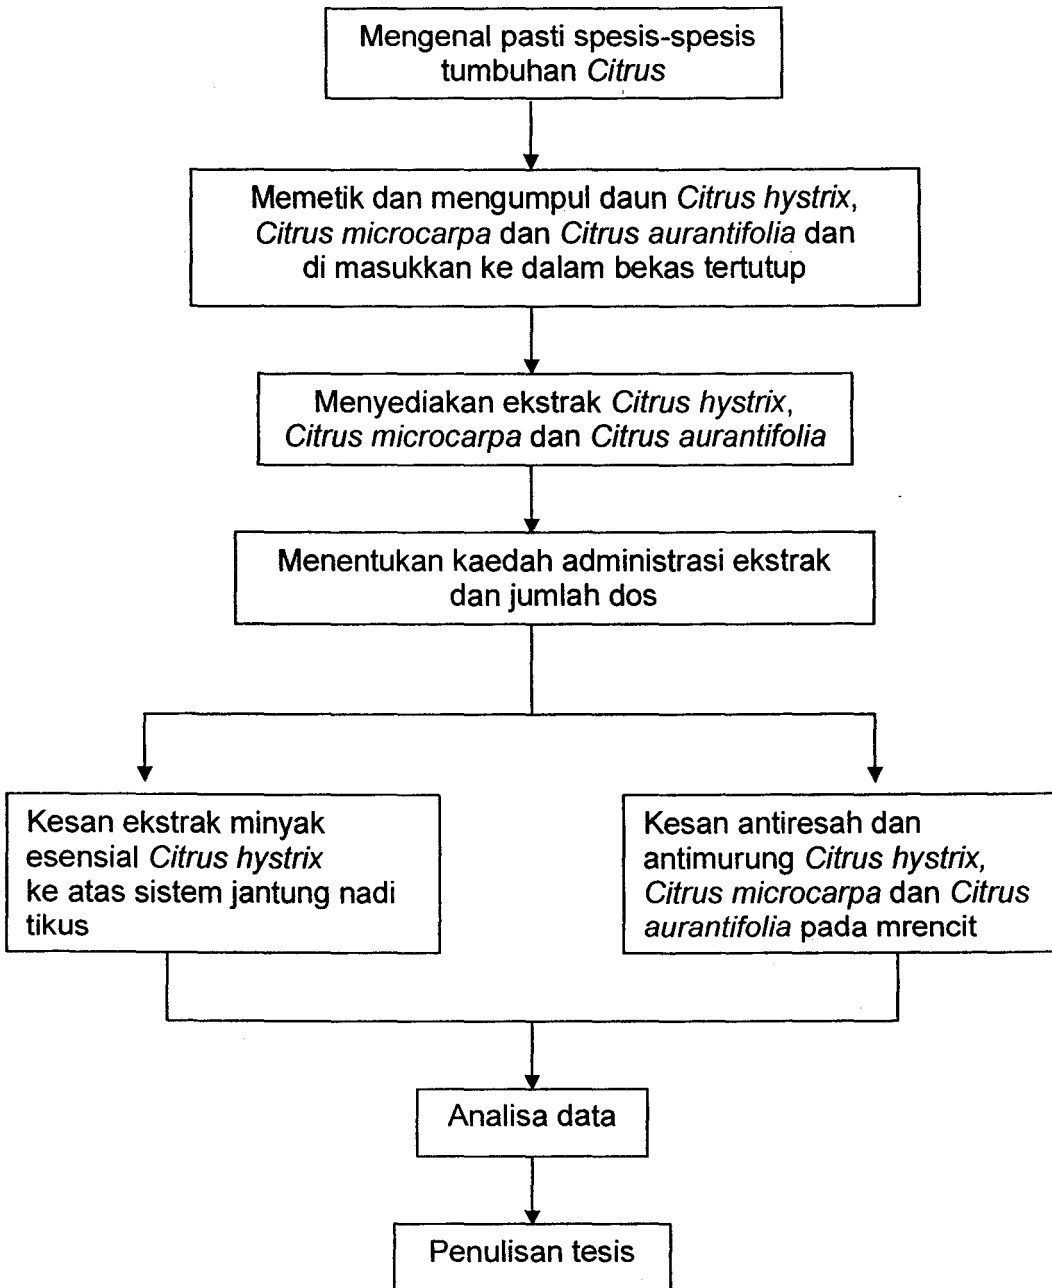 Mengenal pasti spesis-spesis
tumbuhan Citrus
Memetik dan mengumpul daun Citrus hystrix,
Citrus microcarpa dan Citrus aurantifolia dan
di masukkan ke dalam bekas tertutup
Menyediakan ekstrak Citrus hystrix,
Citrus microcarpa dan Citrus aurantifolia
Menentukan kaedah administrasi ekstrak
dan jumlah dos
Kesan ekstrak minyak
esensial Citrus hystrix
ke atas sistem jantung nadi
tikus
Kesan antiresah dan
antimurung Citrus hystrix,
Citrus microcarpa dan Citrus
aurantifolia pada mrencit
Analisa data
Penulisan tesis